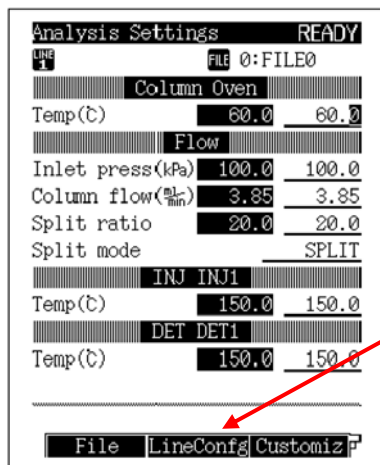 Analysis Settings READY
LINE 1 FILE 0:FILE0
Column Oven
Temp(℃) 60.0 60.0
Flow
Inlet press(kPa) 100.0 100.0
Column flow(mL/min) 3.85 3.85
Split ratio 20.0 20.0
Split mode SPLIT
INJ INJ1
Temp(℃) 150.0 150.0
DET DET1
Temp(℃) 150.0 150.0
File LineConfg Customiz